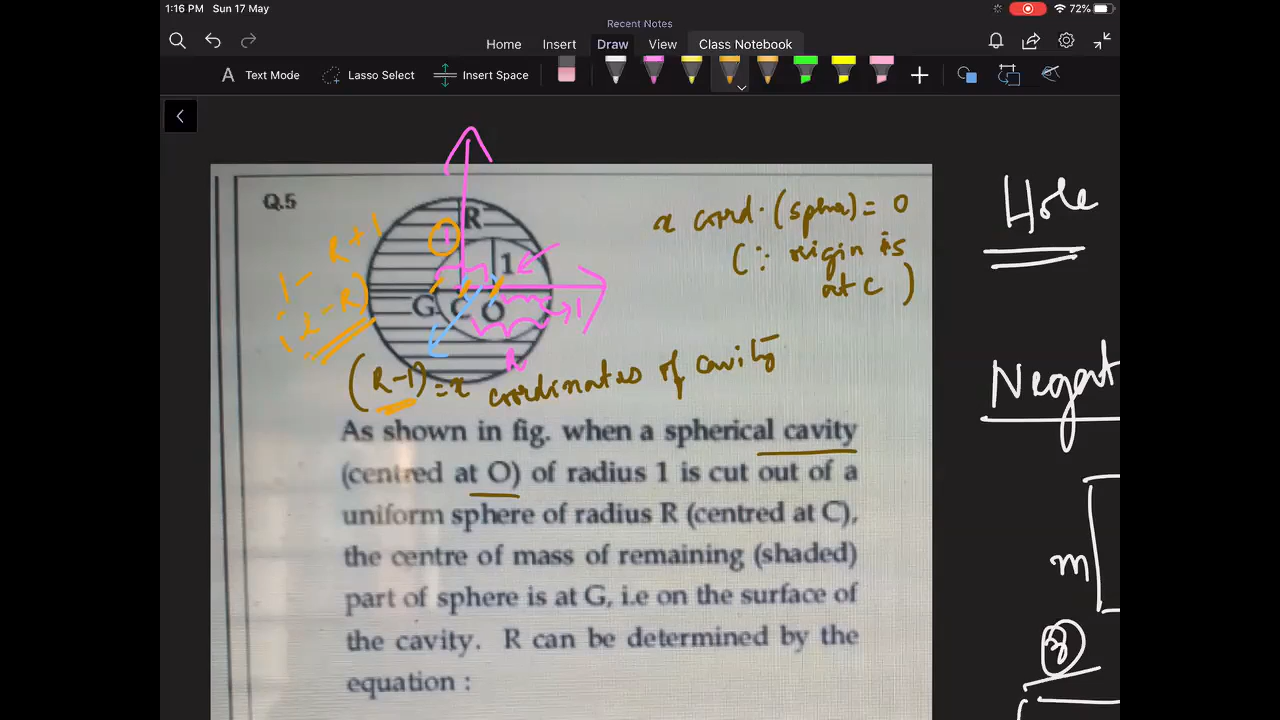 1:16 PM Sun 17 May
72%
Recent Notes
Home Insert Draw View Class Notebook
Text Mode Lasso Select Insert Space
Q.5
R
1
G C O
1
R
1
1 - R + 1
(2-R)
x coord. (sphere) = 0
(∵ origin is
at C )
(R-1) = x coordinates of cavity
As shown in fig. when a spherical cavity
(centred at O) of radius 1 is cut out of a
uniform sphere of radius R (centred at C),
the centre of mass of remaining (shaded)
part of sphere is at G, i.e on the surface of
the cavity. R can be determined by the
equation :
Hole
Negat
m